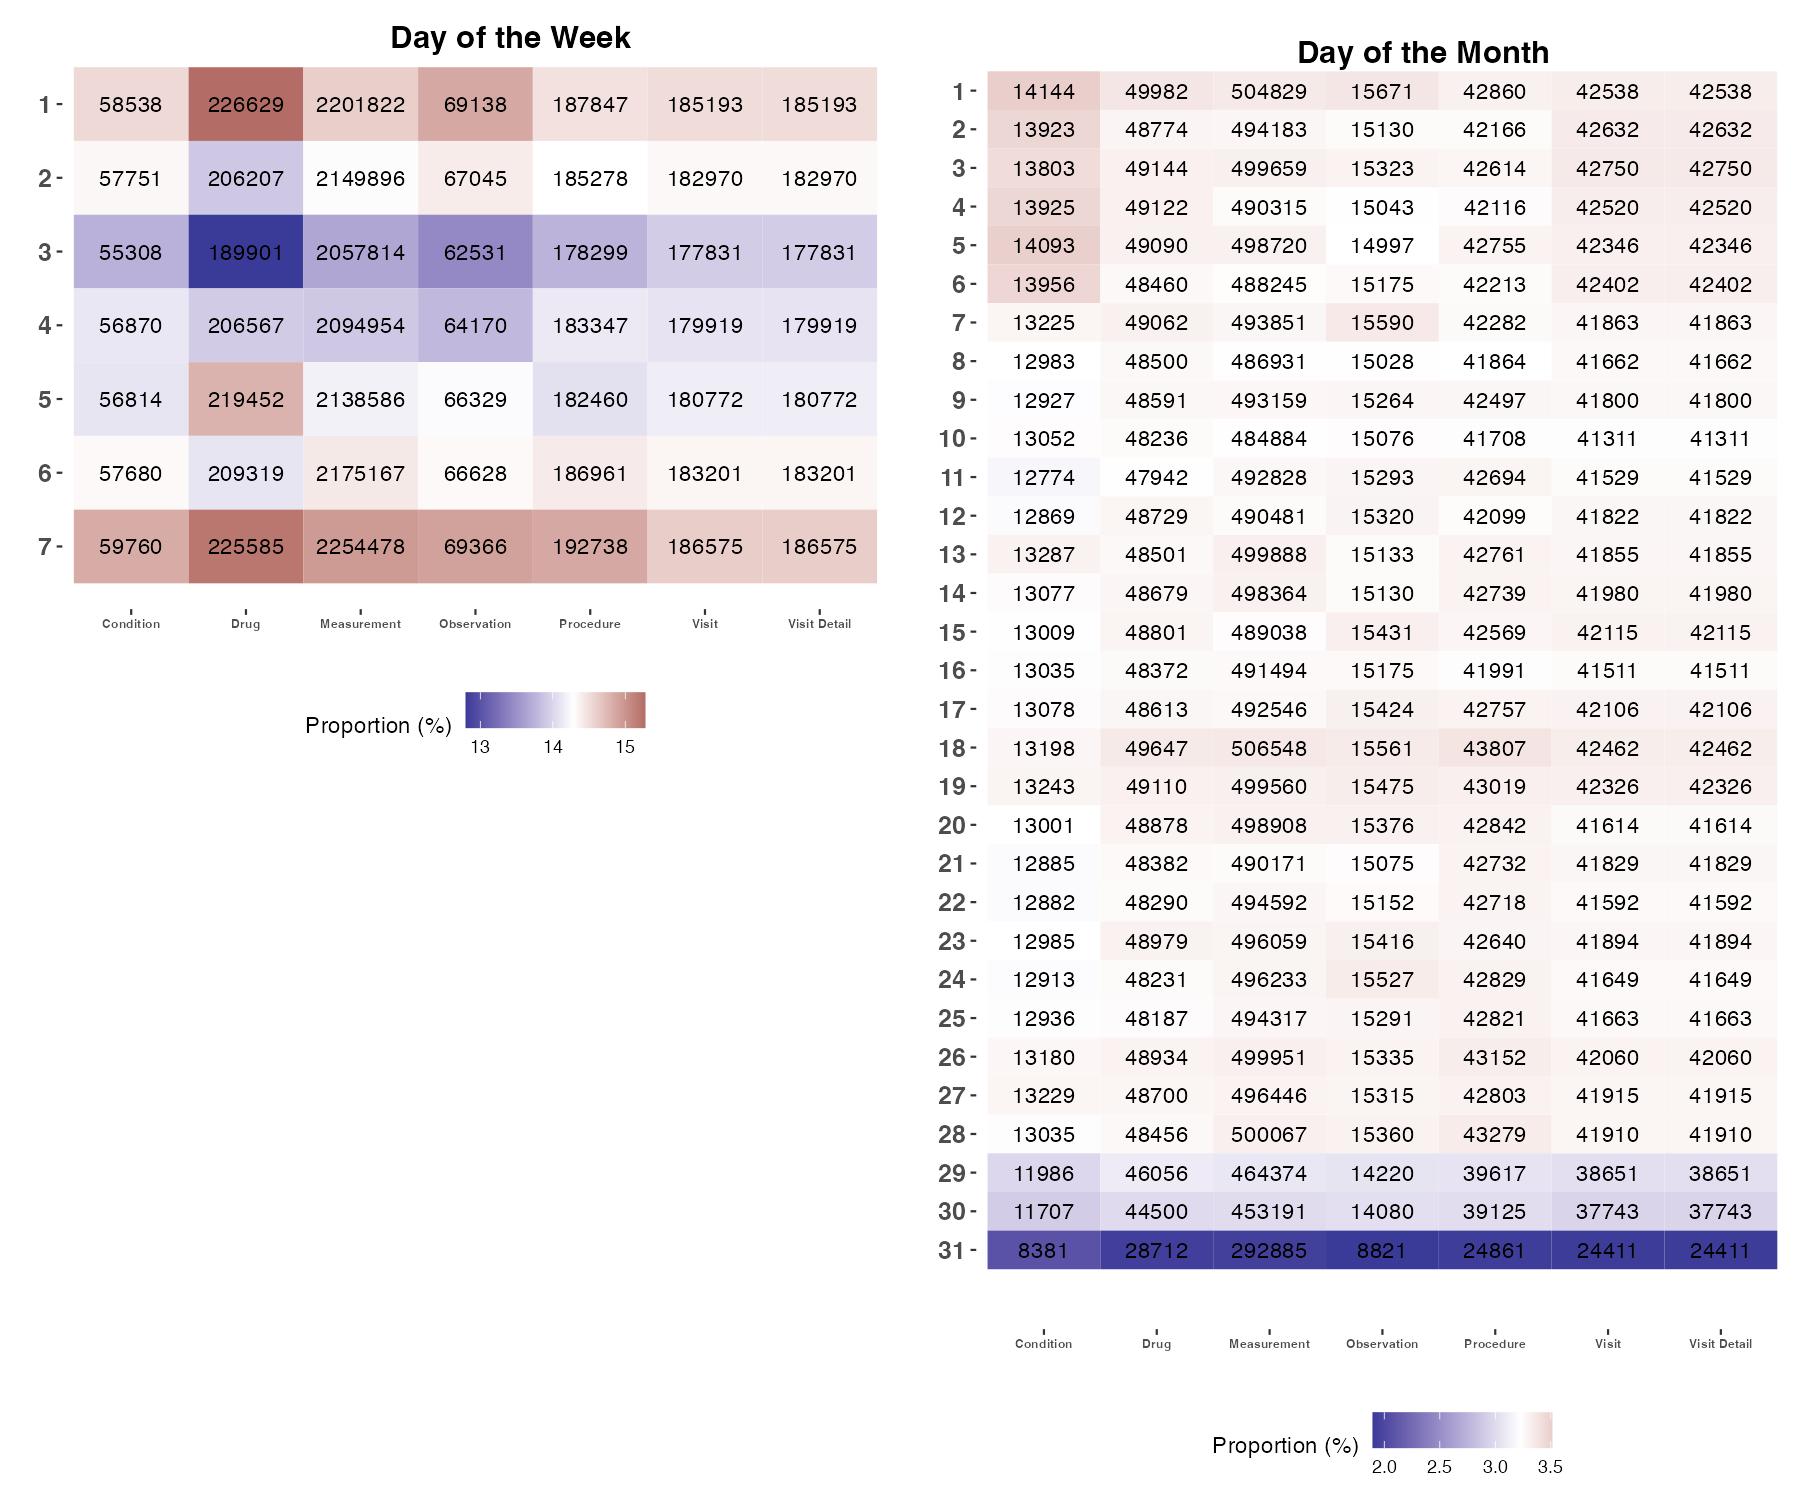 Day of the Week
1 58538 226629 2201822 69138 187847 185193 185193
2 57751 206207 2149896 67045 185278 182970 182970
3 55308 189901 2057814 62531 178299 177831 177831
4 56870 206567 2094954 64170 183347 179919 179919
5 56814 219452 2138586 66329 182460 180772 180772
6 57680 209319 2175167 66628 186961 183201 183201
7 59760 225585 2254478 69366 192738 186575 186575
Condition Drug Measurement Observation Procedure Visit Visit Detail
Proportion (%)
13 14 15
Day of the Month
1 14144 49982 504829 15671 42860 42538 42538
2 13923 48774 494183 15130 42166 42632 42632
3 13803 49144 499659 15323 42614 42750 42750
4 13925 49122 490315 15043 42116 42520 42520
5 14093 49090 498720 14997 42755 42346 42346
6 13956 48460 488245 15175 42213 42402 42402
7 13225 49062 493851 15590 42282 41863 41863
8 12983 48500 486931 15028 41864 41662 41662
9 12927 48591 493159 15264 42497 41800 41800
10 13052 48236 484884 15076 41708 41311 41311
11 12774 47942 492828 15293 42694 41529 41529
12 12869 48729 490481 15320 42099 41822 41822
13 13287 48501 499888 15133 42761 41855 41855
14 13077 48679 498364 15130 42739 41980 41980
15 13009 48801 489038 15431 42569 42115 42115
16 13035 48372 491494 15175 41991 41511 41511
17 13078 48613 492546 15424 42757 42106 42106
18 13198 49647 506548 15561 43807 42462 42462
19 13243 49110 499560 15475 43019 42326 42326
20 13001 48878 498908 15376 42842 41614 41614
21 12885 48382 490171 15075 42732 41829 41829
22 12882 48290 494592 15152 42718 41592 41592
23 12985 48979 496059 15416 42640 41894 41894
24 12913 48231 496233 15527 42829 41649 41649
25 12936 48187 494317 15291 42821 41663 41663
26 13180 48934 499951 15335 43152 42060 42060
27 13229 48700 496446 15315 42803 41915 41915
28 13035 48456 500067 15360 43279 41910 41910
29 11986 46056 464374 14220 39617 38651 38651
30 11707 44500 453191 14080 39125 37743 37743
31 8381 28712 292885 8821 24861 24411 24411
Condition Drug Measurement Observation Procedure Visit Visit Detail
Proportion (%)
2.0 2.5 3.0 3.5